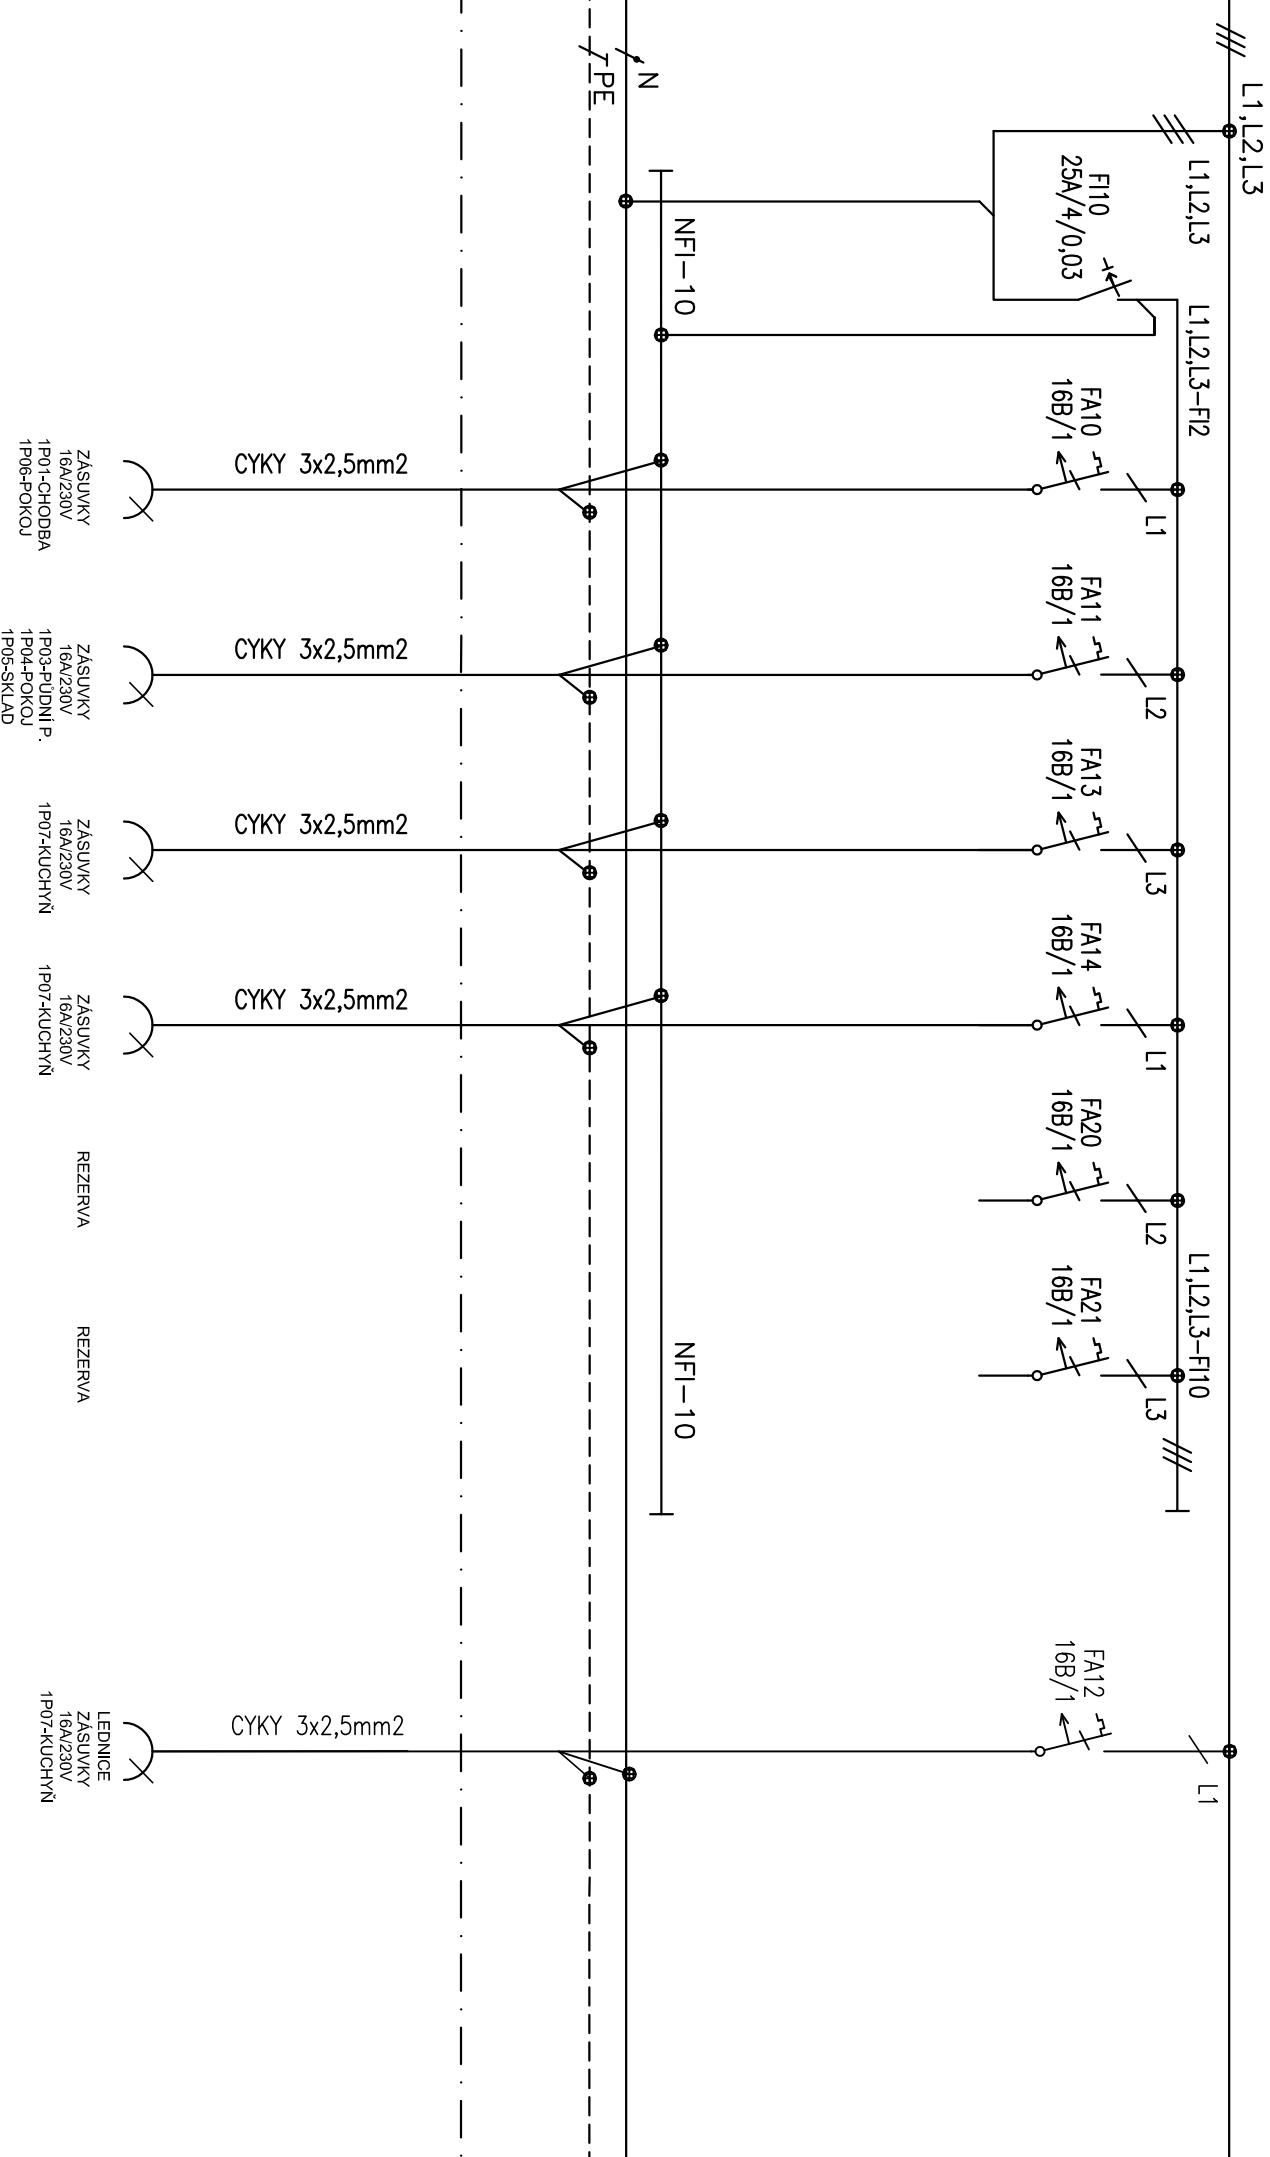 L1,L2,L3
L1,L2,L3
FI10
25A/4/0,03
L1,L2,L3-FI2
N
PE
NFI-10
FA10
16B/1
L1
CYKY 3x2,5mm2
ZÁSUVKY
16A/230V
1P01-CHODBA
1P06-POKOJ
FA11
16B/1
L2
CYKY 3x2,5mm2
ZÁSUVKY
16A/230V
1P03-PŮDNÍ P.
1P04-POKOJ
1P05-SKLAD
FA13
16B/1
L3
CYKY 3x2,5mm2
ZÁSUVKY
16A/230V
1P07-KUCHYŇ
FA14
16B/1
L1
CYKY 3x2,5mm2
ZÁSUVKY
16A/230V
1P07-KUCHYŇ
FA20
16B/1
L2
REZERVA
L1,L2,L3-FI10
FA21
16B/1
L3
REZERVA
NFI-10
FA12
16B/1
L1
CYKY 3x2,5mm2
LEDNICE
ZÁSUVKY
16A/230V
1P07-KUCHYŇ